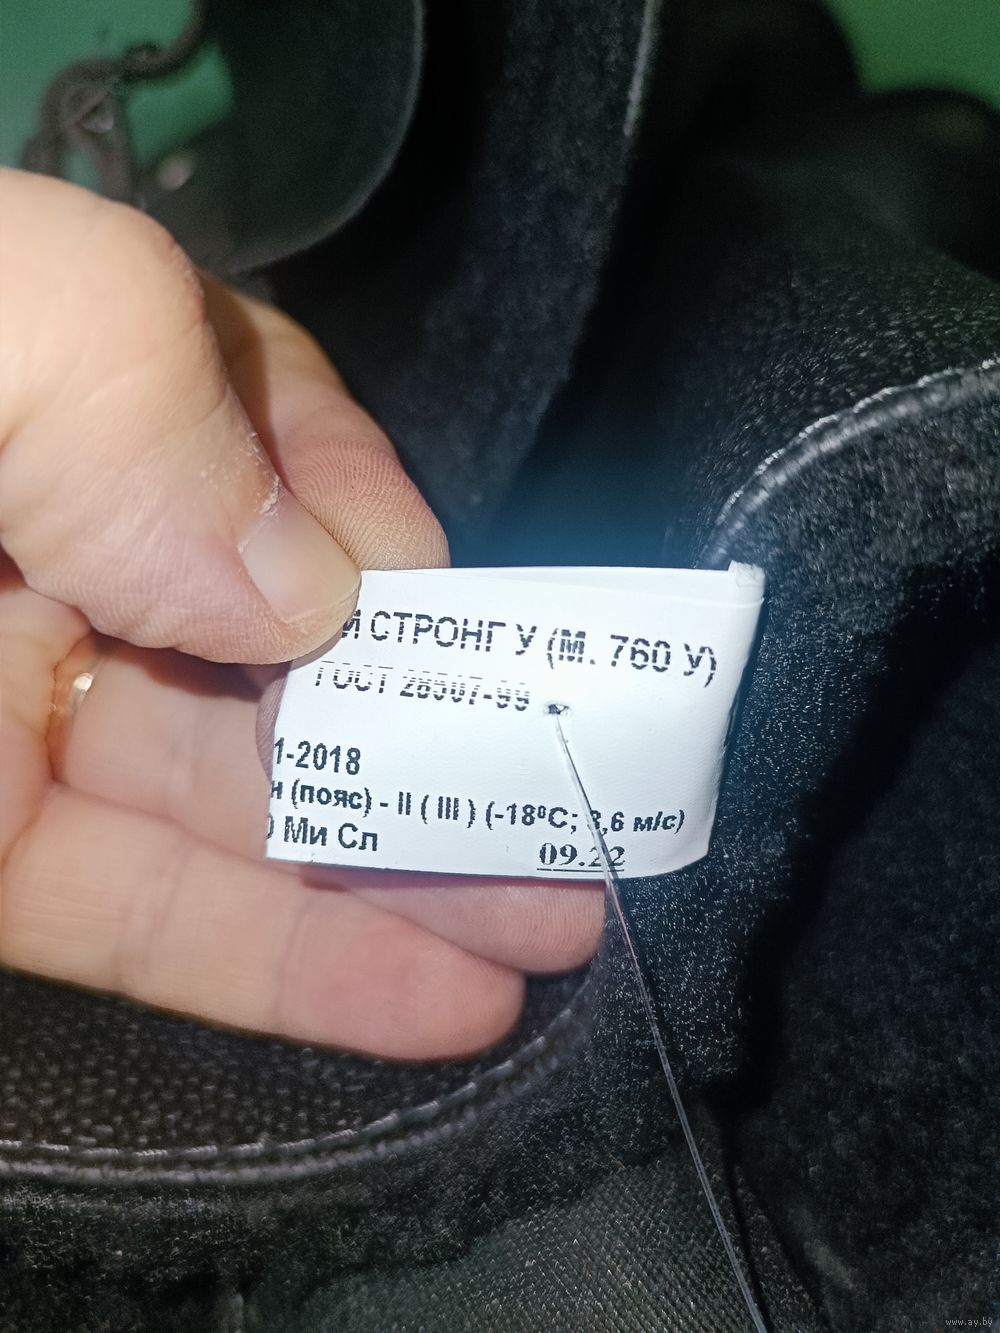 И СТРОНГ У (М. 760 У)
ГОСТ 28507-99
1-2018
н (пояс) - II ( III ) (-18⁰С; 3,6 м/с)
О Ми Сл
09.22
www.ay.by